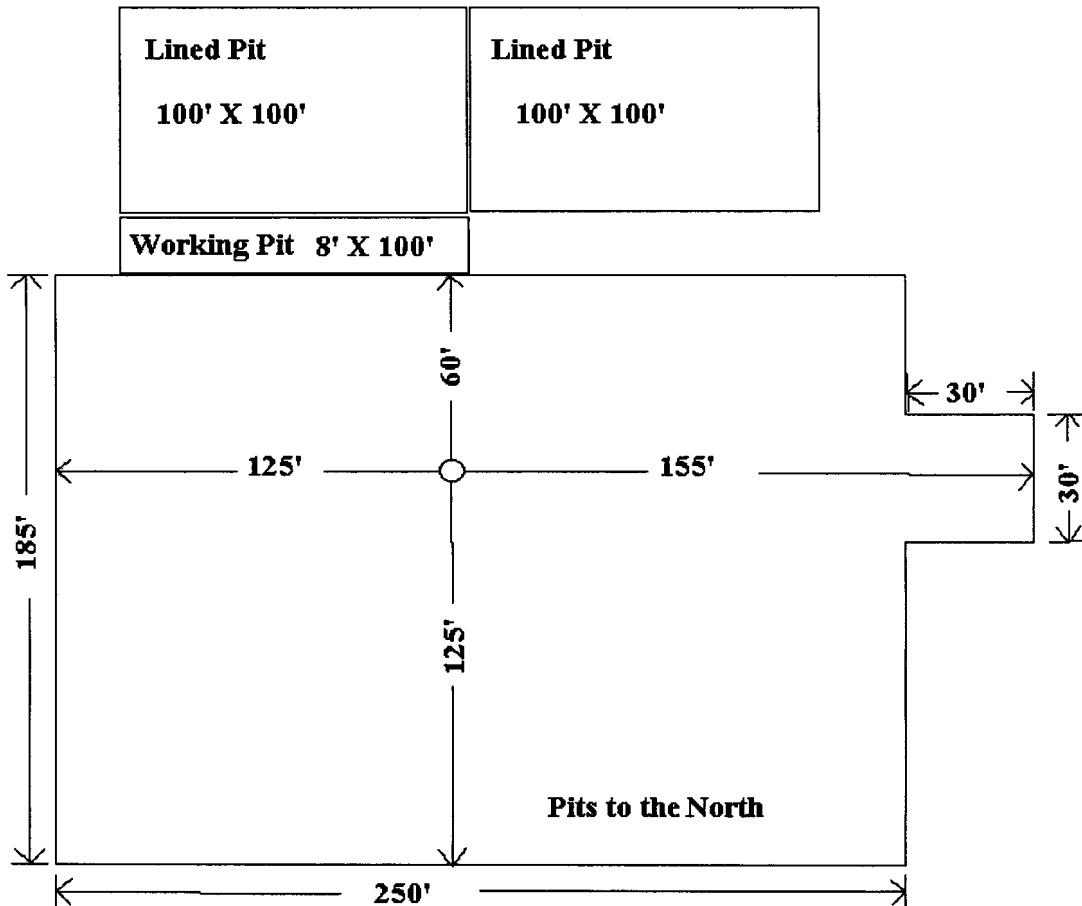 Lined Pit
100' X 100'
Lined Pit
100' X 100'
Working Pit 8' X 100'
60'
30'
125'
155'
30'
185'
125'
Pits to the North
250'